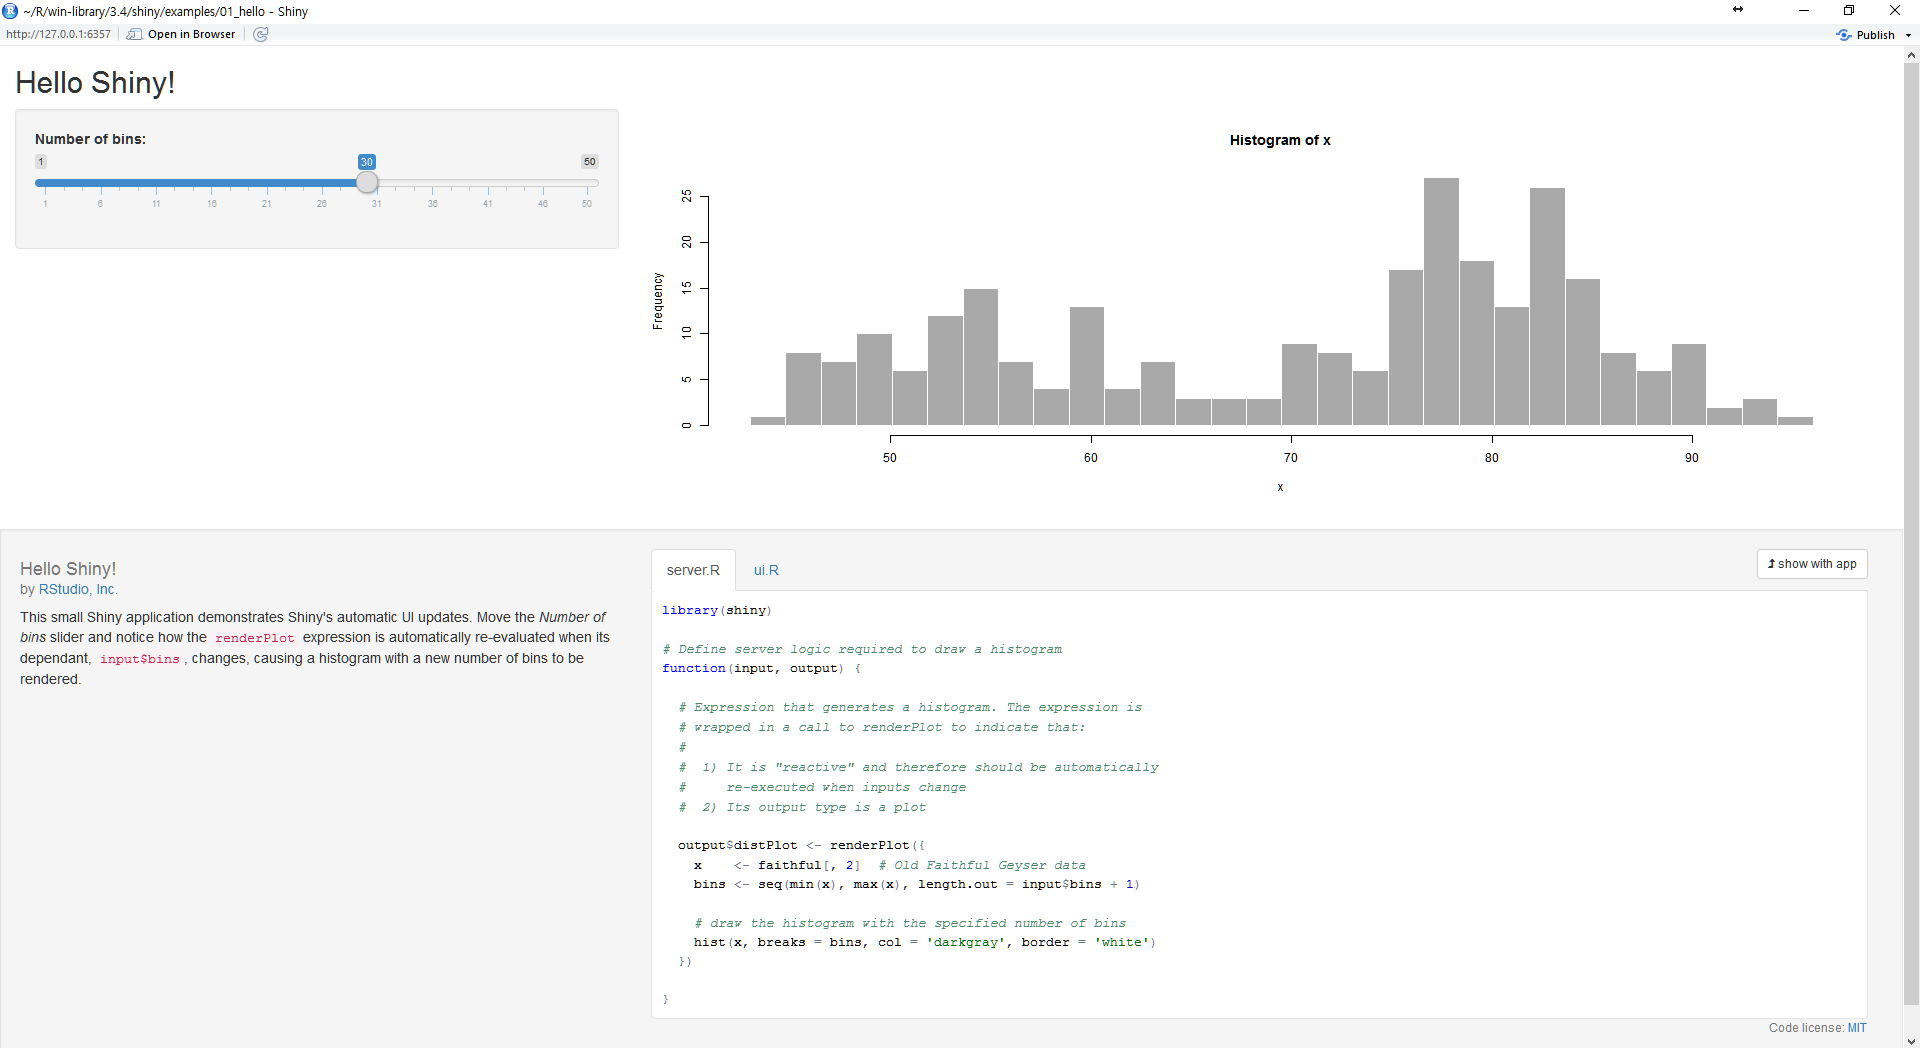 ~/R/win-library/3.4/shiny/examples/01_hello - Shiny
http://127.0.0.1:6357 Open in Browser Publish
Hello Shiny!
Number of bins:
1 30 50
1 6 11 16 21 26 31 36 41 46 50
Histogram of x
Frequency
0 5 10 15 20 25
50 60 70 80 90
x
Hello Shiny!
by RStudio, Inc.
This small Shiny application demonstrates Shiny's automatic UI updates. Move the Number of
bins slider and notice how the renderPlot expression is automatically re-evaluated when its
dependant, input$bins , changes, causing a histogram with a new number of bins to be
rendered.
server.R ui.R
show with app
library(shiny)
# Define server logic required to draw a histogram
function(input, output) {
  # Expression that generates a histogram. The expression is
  # wrapped in a call to renderPlot to indicate that:
  #
  #  1) It is "reactive" and therefore should be automatically
  #     re-executed when inputs change
  #  2) Its output type is a plot
  output$distPlot <- renderPlot({
    x    <- faithful[, 2]  # Old Faithful Geyser data
    bins <- seq(min(x), max(x), length.out = input$bins + 1)
    # draw the histogram with the specified number of bins
    hist(x, breaks = bins, col = 'darkgray', border = 'white')
  })
}
Code license: MIT